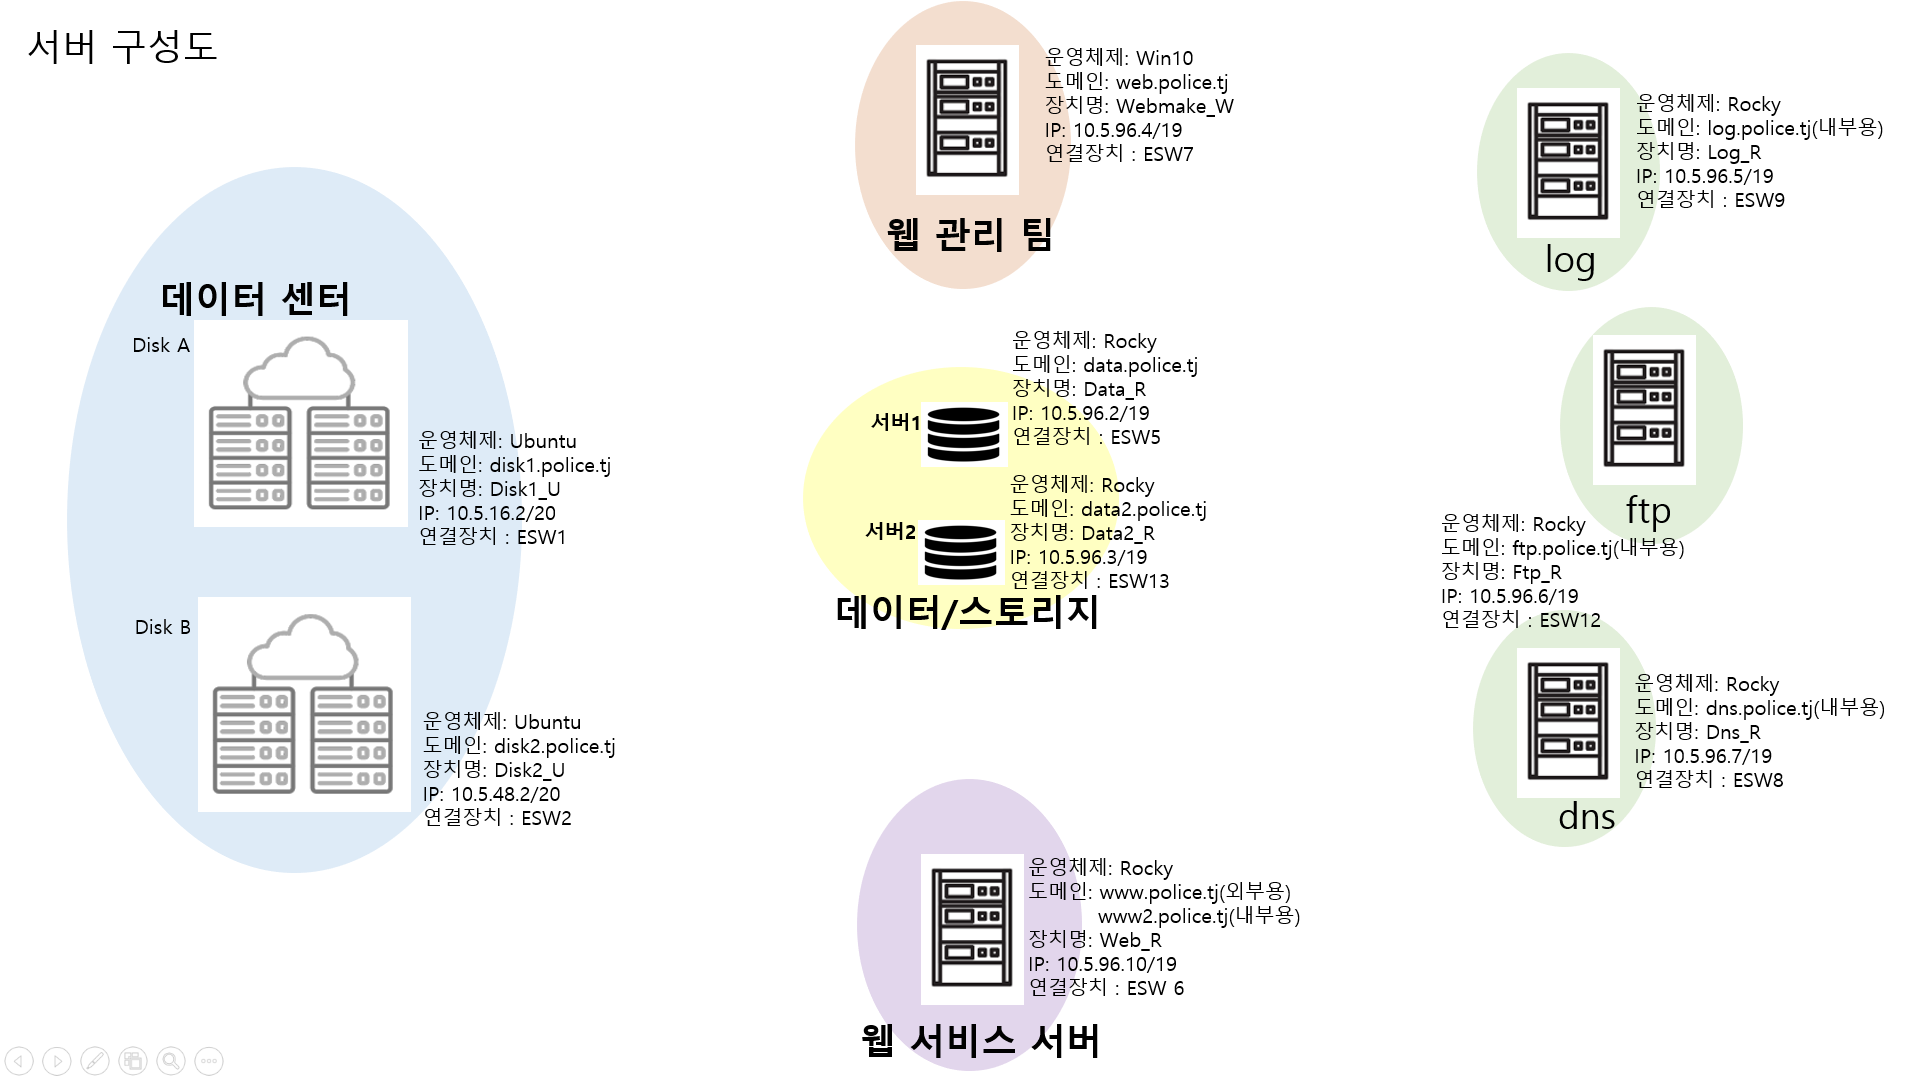 서버 구성도
운영체제: Win10
도메인: web.police.tj
장치명: Webmake_W
IP: 10.5.96.4/19
연결장치 : ESW7
웹 관리 팀
운영체제: Rocky
도메인: log.police.tj(내부용)
장치명: Log_R
IP: 10.5.96.5/19
연결장치 : ESW9
log
데이터 센터
Disk A
운영체제: Ubuntu
도메인: disk1.police.tj
장치명: Disk1_U
IP: 10.5.16.2/20
연결장치 : ESW1
Disk B
운영체제: Ubuntu
도메인: disk2.police.tj
장치명: Disk2_U
IP: 10.5.48.2/20
연결장치 : ESW2
운영체제: Rocky
도메인: data.police.tj
장치명: Data_R
IP: 10.5.96.2/19
연결장치 : ESW5
서버1
운영체제: Rocky
도메인: data2.police.tj
장치명: Data2_R
IP: 10.5.96.3/19
연결장치 : ESW13
서버2
데이터/스토리지
ftp
운영체제: Rocky
도메인: ftp.police.tj(내부용)
장치명: Ftp_R
IP: 10.5.96.6/19
연결장치 : ESW12
운영체제: Rocky
도메인: dns.police.tj(내부용)
장치명: Dns_R
IP: 10.5.96.7/19
연결장치 : ESW8
dns
운영체제: Rocky
도메인: www.police.tj(외부용)
www2.police.tj(내부용)
장치명: Web_R
IP: 10.5.96.10/19
연결장치 : ESW 6
웹 서비스 서버